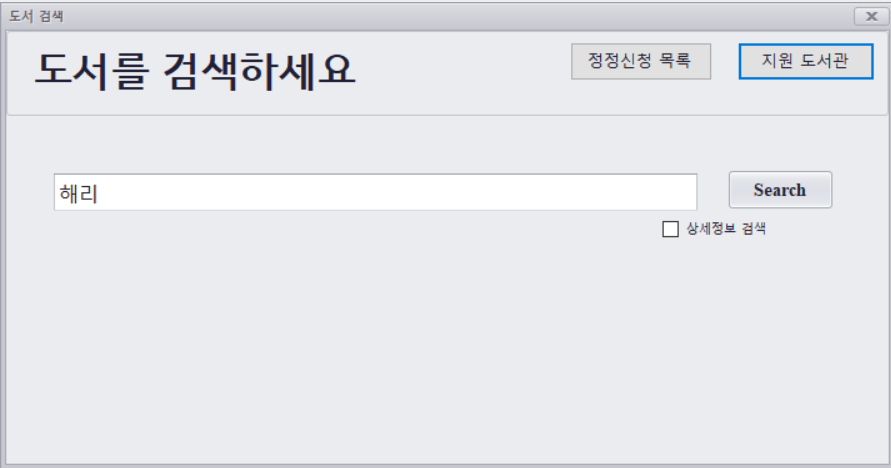 도서 검색
도서를 검색하세요
정정신청 목록
지원 도서관
해리
Search
상세정보 검색